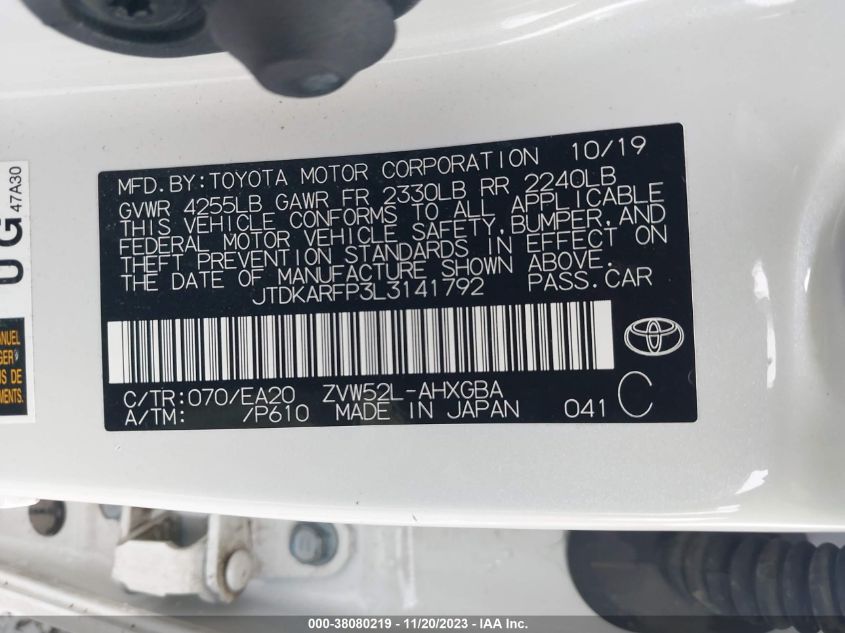 MFD.BY:TOYOTA MOTOR CORPORATION 10/19
GVWR 4255LB GAWR FR 2330LB RR 2240LB
THIS VEHICLE CONFORMS TO ALL APPLICABLE
FEDERAL MOTOR VEHICLE SAFETY,BUMPER,AND
THEFT PREVENTION STANDARDS IN EFFECT ON
THE DATE OF MANUFACTURE SHOWN ABOVE.
JTDKARFP3L3141792 PASS.CAR
C/TR:070/EA20 ZVW52L-AHXGBA
A/TM: /P610 MADE IN JAPAN 041 C
UG
47A30
DE
000-38080219 - 11/20/2023 - IAA Inc.